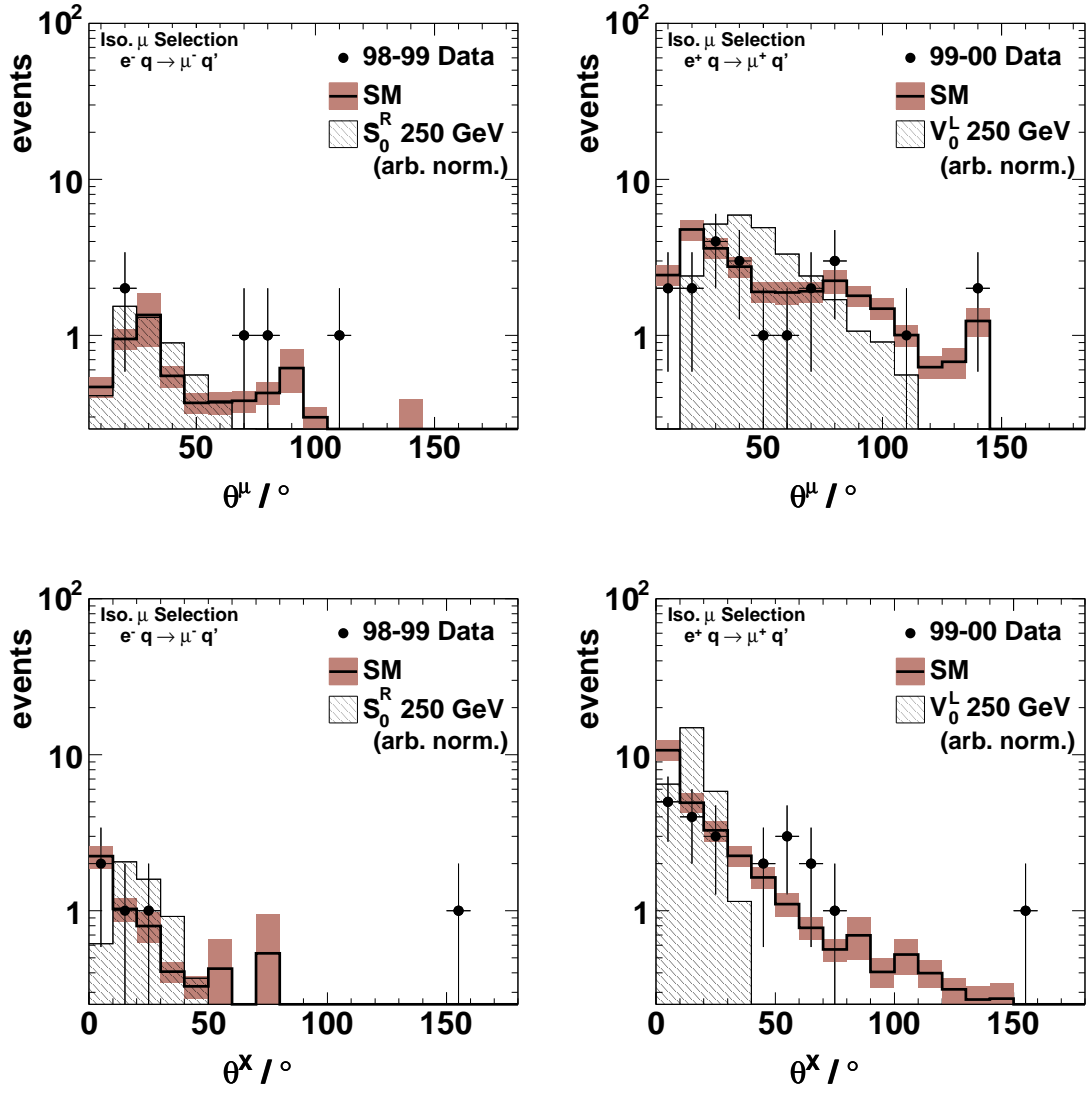 10²
Iso. μ Selection
e⁻ q → μ⁻ q'
98-99 Data
SM
S₀ᴿ 250 GeV
(arb. norm.)
events
10
1
50 100 150
θ^μ / °
10²
Iso. μ Selection
e⁺ q → μ⁺ q'
99-00 Data
SM
V₀ᴸ 250 GeV
(arb. norm.)
events
10
1
50 100 150
θ^μ / °
10²
Iso. μ Selection
e⁻ q → μ⁻ q'
98-99 Data
SM
S₀ᴿ 250 GeV
(arb. norm.)
events
10
1
0 50 100 150
θ^X / °
10²
Iso. μ Selection
e⁺ q → μ⁺ q'
99-00 Data
SM
V₀ᴸ 250 GeV
(arb. norm.)
events
10
1
0 50 100 150
θ^X / °